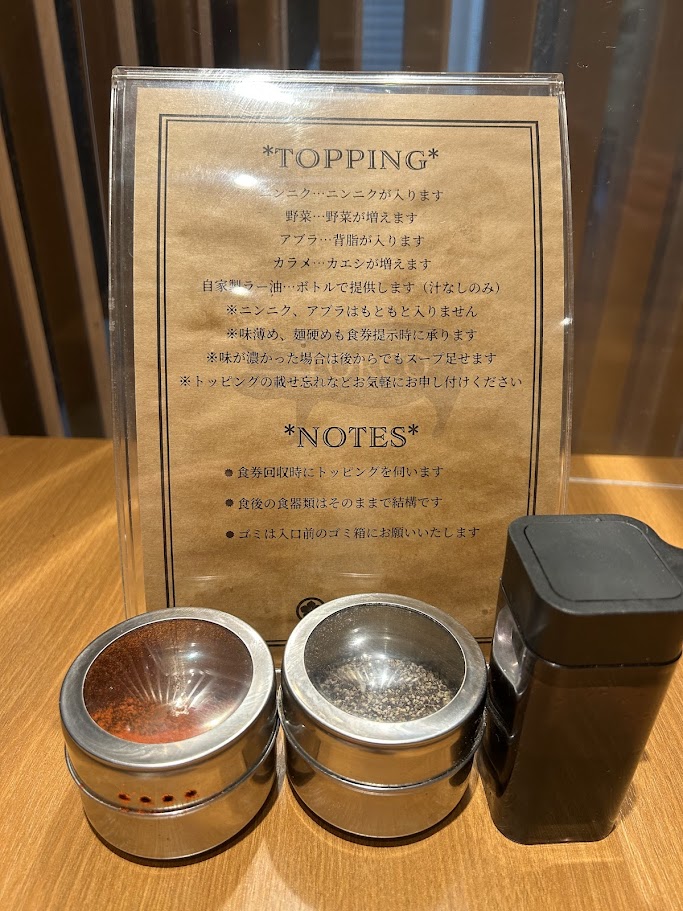 *TOPPING*
ニンニク…ニンニクが入ります
野菜…野菜が増えます
アブラ…背脂が入ります
カラメ…カエシが増えます
自家製ラー油…ボトルで提供します（汁なしのみ）
※ニンニク、アブラはもともと入りません
※味薄め、麺硬めも食券提示時に承ります
※味が濃かった場合は後からでもスープ足せます
※トッピングの載せ忘れなどお気軽にお申し付けください
*NOTES*
●食券回収時にトッピングを伺います
●食後の食器類はそのままで結構です
●ゴミは入口前のゴミ箱にお願いいたします